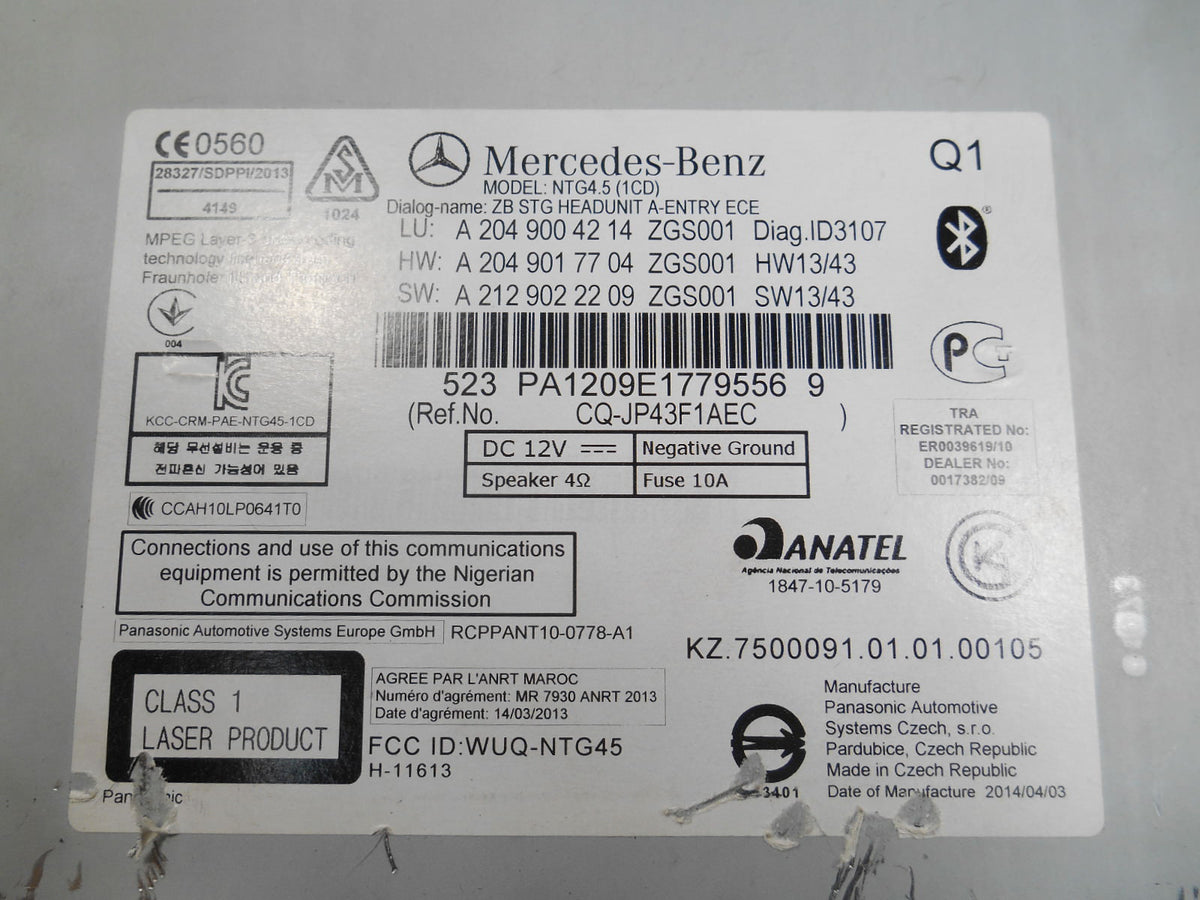 CE0560
28327/SDPPI/2013
4149
SM
1024
Mercedes-Benz
Q1
MODEL: NTG4.5 (1CD)
Dialog-name: ZB STG HEADUNIT A-ENTRY ECE
LU: A 204 900 42 14 ZGS001 Diag.ID3107
HW: A 204 901 77 04 ZGS001 HW13/43
SW: A 212 902 22 09 ZGS001 SW13/43
MPEG Layer-3
technology
Fraunhofer
004
523 PA1209E1779556 9
(Ref.No. CQ-JP43F1AEC )
KCC-CRM-PAE-NTG45-1CD
해당 무선설비는 운용 중
전파혼신 가능성이 있음
DC 12V Negative Ground
Speaker 4Ω Fuse 10A
TRA
REGISTRATED No:
ER0039619/10
DEALER No:
0017382/09
CCAH10LP0641T0
Connections and use of this communications
equipment is permitted by the Nigerian
Communications Commission
ANATEL
Agência Nacional de Telecomunicações
1847-10-5179
Panasonic Automotive Systems Europe GmbH RCPPANT10-0778-A1
KZ.7500091.01.01.00105
CLASS 1
LASER PRODUCT
AGREE PAR L'ANRT MAROC
Numéro d'agrément: MR 7930 ANRT 2013
Date d'agrément: 14/03/2013
FCC ID:WUQ-NTG45
H-11613
Manufacture
Panasonic Automotive
Systems Czech, s.r.o.
Pardubice, Czech Republic
Made in Czech Republic
Date of Manufacture 2014/04/03